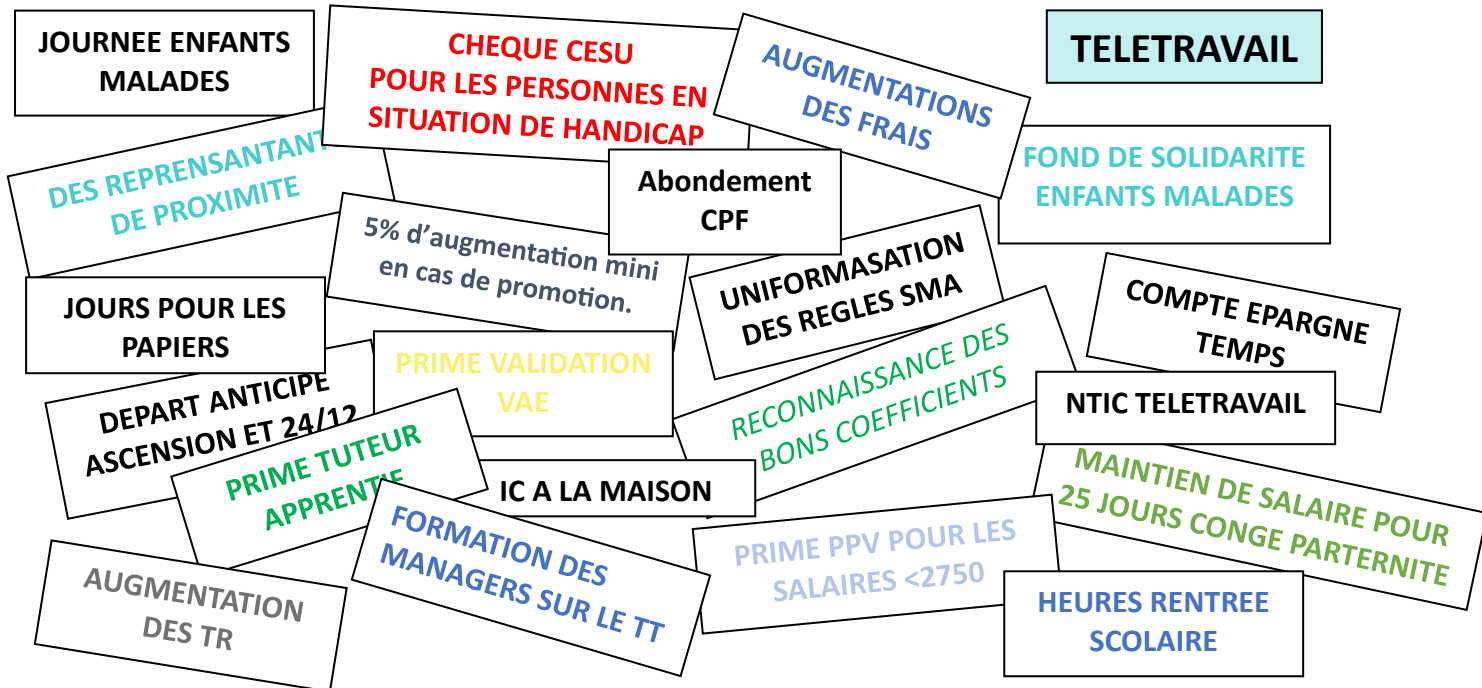 JOURNEE ENFANTS
MALADES
CHEQUE CESU
POUR LES PERSONNES EN
SITUATION DE HANDICAP
AUGMENTATIONS
DES FRAIS
TELETRAVAIL
DES REPRENSANTANT
DE PROXIMITE
Abondement
CPF
FOND DE SOLIDARITE
ENFANTS MALADES
5% d’augmentation mini
en cas de promotion.
UNIFORMASATION
DES REGLES SMA
COMPTE EPARGNE
TEMPS
JOURS POUR LES
PAPIERS
PRIME VALIDATION
VAE
RECONNAISSANCE DES
BONS COEFFICIENTS
NTIC TELETRAVAIL
DEPART ANTICIPE
ASCENSION ET 24/12
PRIME TUTEUR
APPRENTIE
IC A LA MAISON
MAINTIEN DE SALAIRE POUR
25 JOURS CONGE PARTERNITE
FORMATION DES
MANAGERS SUR LE TT
PRIME PPV POUR LES
SALAIRES <2750
AUGMENTATION
DES TR
HEURES RENTREE
SCOLAIRE